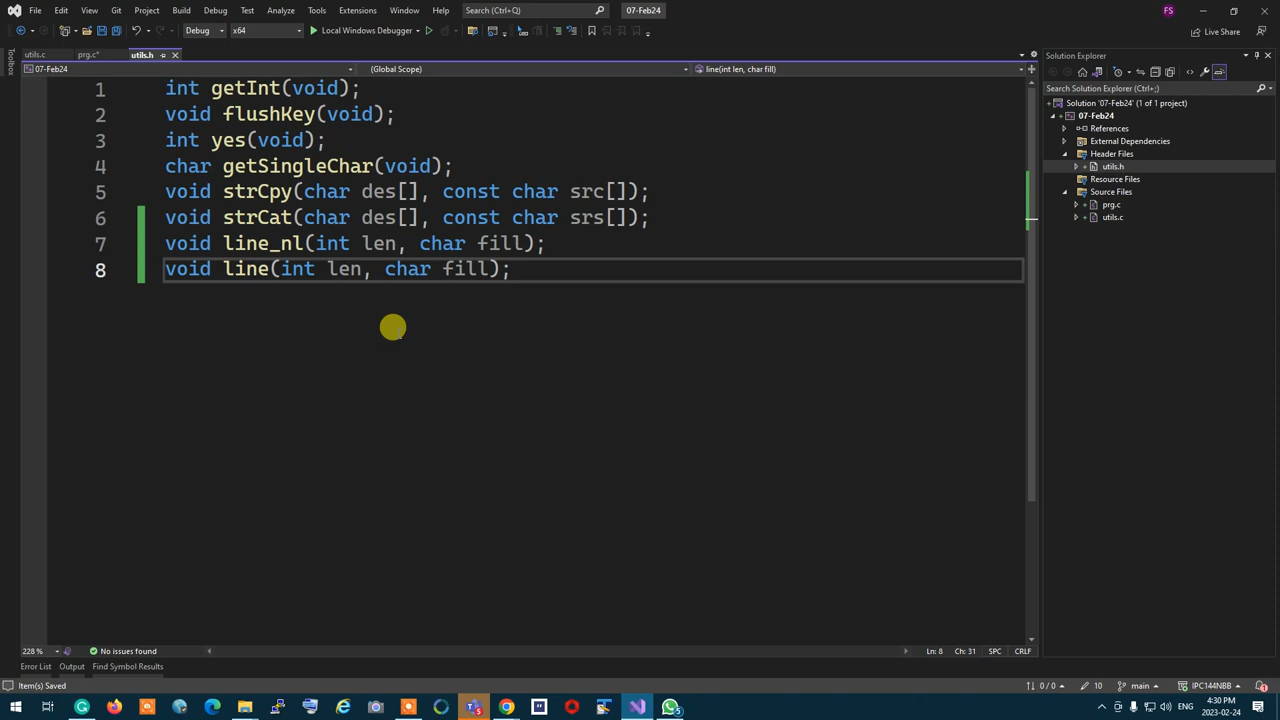 File Edit View Git Project Build Debug Test Analyze Tools Extensions Window Help Search (Ctrl+Q) 07-Feb24 FS
Debug x64 Local Windows Debugger Live Share
utils.c prg.c* utils.h
07-Feb24 (Global Scope) line(int len, char fill)
Toolbox
1 int getInt(void);
2 void flushKey(void);
3 int yes(void);
4 char getSingleChar(void);
5 void strCpy(char des[], const char src[]);
6 void strCat(char des[], const char srs[]);
7 void line_nl(int len, char fill);
8 void line(int len, char fill);
Solution Explorer
Search Solution Explorer (Ctrl+;)
Solution '07-Feb24' (1 of 1 project)
07-Feb24
References
External Dependencies
Header Files
utils.h
Resource Files
Source Files
prg.c
utils.c
228 % No issues found Ln: 8 Ch: 31 SPC CRLF
Error List Output Find Symbol Results
Item(s) Saved 0 / 0 10 main IPC144NBB 1
4:30 PM
2023-02-24